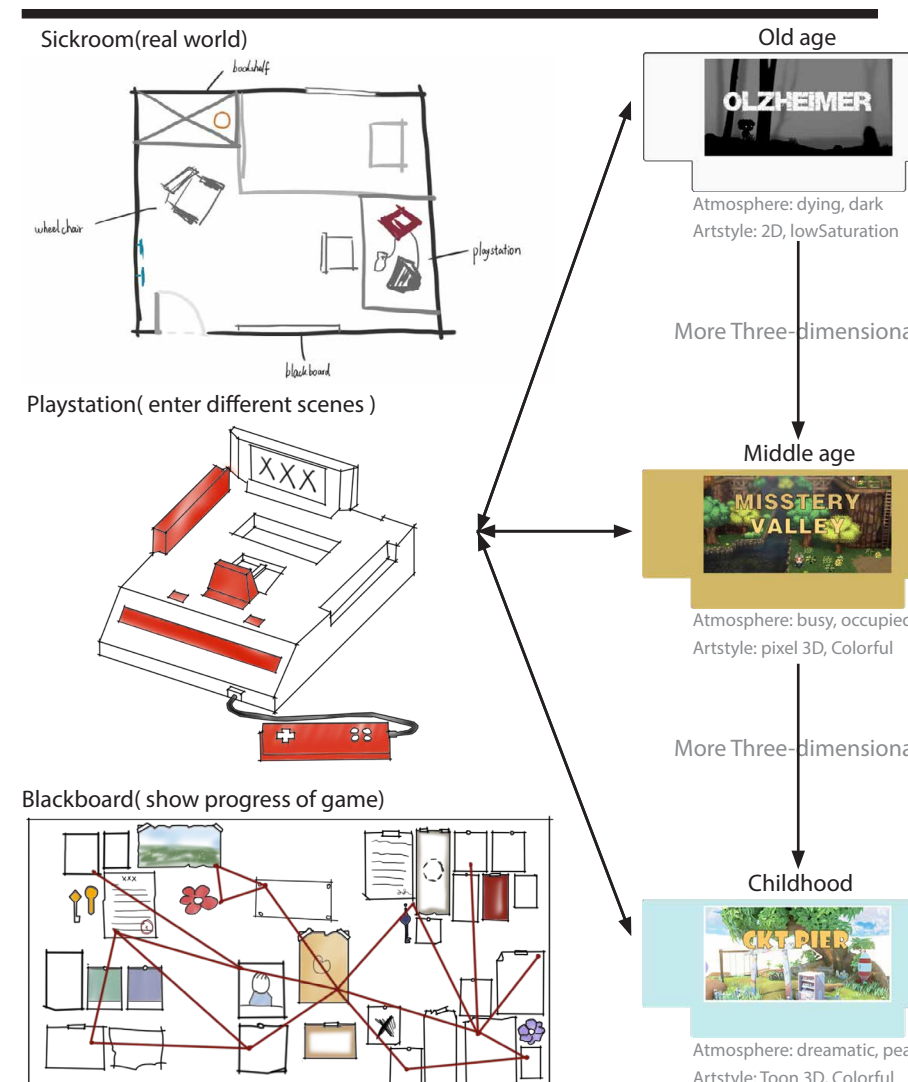 Sickroom(real world)
bookshelf
wheel chair
playstation
blackboard
Playstation( enter different scenes )
XXX
Blackboard( show progress of game)
xxx
Old age
OLZHEIMER
Atmosphere: dying, dark
Artstyle: 2D, lowSaturation
More Three-dimensiona
Middle age
MISSTERY
VALLEY
Atmosphere: busy, occupied
Artstyle: pixel 3D, Colorful
More Three-dimensiona
Childhood
CKT PIER
Atmosphere: dreamatic, pea
Artstyle: Toon 3D, Colorful